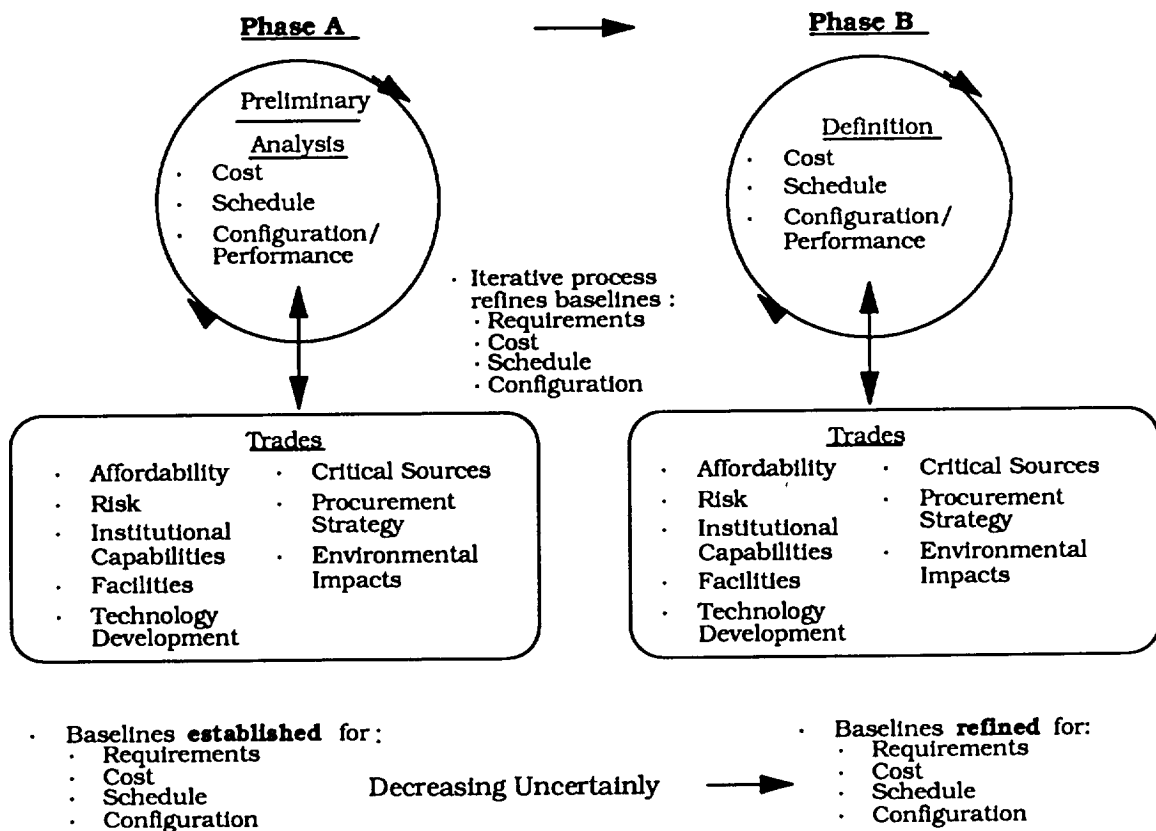 Phase A
Phase B
Preliminary
Analysis
· Cost
· Schedule
· Configuration/
Performance
Definition
· Cost
· Schedule
· Configuration/
Performance
· Iterative process
refines baselines :
· Requirements
· Cost
· Schedule
· Configuration
Trades
· Affordability
· Risk
· Institutional
Capabilities
· Facilities
· Technology
Development
· Critical Sources
· Procurement
Strategy
· Environmental
Impacts
Trades
· Affordability
· Risk
· Institutional
Capabilities
· Facilities
· Technology
Development
· Critical Sources
· Procurement
Strategy
· Environmental
Impacts
· Baselines established for :
· Requirements
· Cost
· Schedule
· Configuration
Decreasing Uncertainly
· Baselines refined for:
· Requirements
· Cost
· Schedule
· Configuration